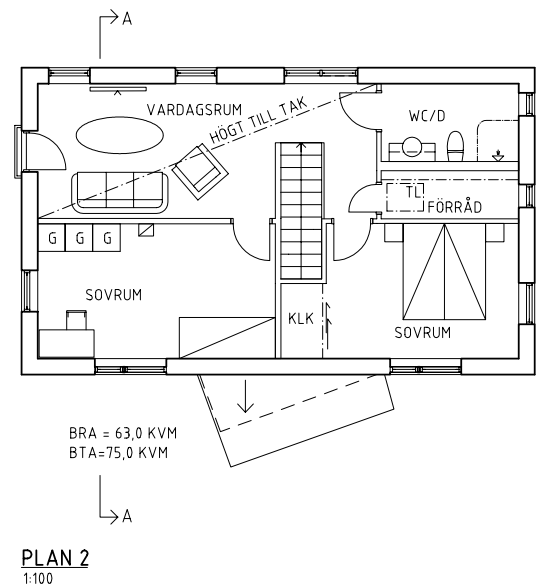 A
VARDAGSRUM
HÖGT TILL TAK
WC/D
TL
FÖRRÅD
G G G
SOVRUM
KLK
SOVRUM
BRA = 63,0 KVM
BTA=75,0 KVM
A
PLAN 2
1:100